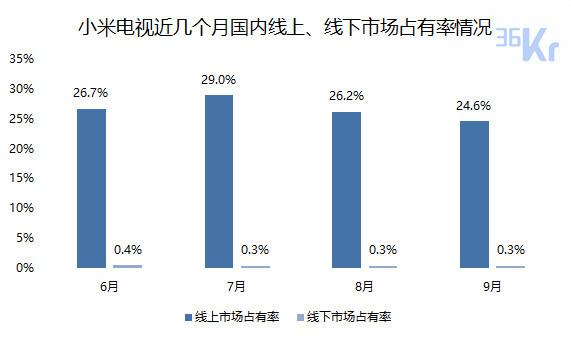 小米电视近几个月国内线上、线下市场占有率情况
36Kr
35%
30%
25%
20%
15%
10%
5%
0%
26.7%
0.4%
29.0%
0.3%
26.2%
0.3%
24.6%
0.3%
6月
7月
8月
9月
线上市场占有率
线下市场占有率